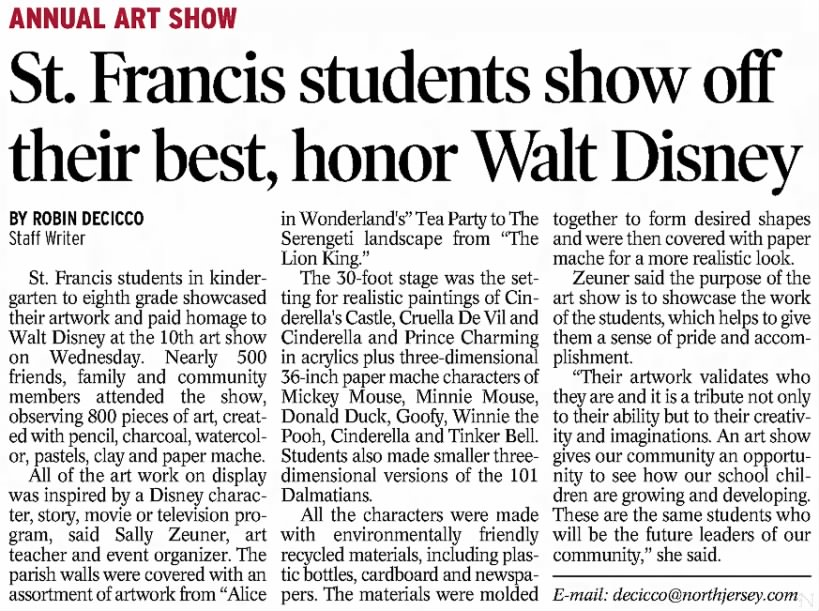 ANNUAL ART SHOW
St. Francis students show off
their best, honor Walt Disney
BY ROBIN DECICCO
Staff Writer
St. Francis students in kinder-
garten to eighth grade showcased
their artwork and paid homage to
Walt Disney at the 10th art show
on Wednesday. Nearly 500
friends, family and community
members attended the show,
observing 800 pieces of art, creat-
ed with pencil, charcoal, watercol-
or, pastels, clay and paper mache.
All of the art work on display
was inspired by a Disney charac-
ter, story, movie or television pro-
gram, said Sally Zeuner, art
teacher and event organizer. The
parish walls were covered with an
assortment of artwork from “Alice
in Wonderland's” Tea Party to The
Serengeti landscape from “The
Lion King.”
The 30-foot stage was the set-
ting for realistic paintings of Cin-
derella's Castle, Cruella De Vil and
Cinderella and Prince Charming
in acrylics plus three-dimensional
36-inch paper mache characters of
Mickey Mouse, Minnie Mouse,
Donald Duck, Goofy, Winnie the
Pooh, Cinderella and Tinker Bell.
Students also made smaller three-
dimensional versions of the 101
Dalmatians.
All the characters were made
with environmentally friendly
recycled materials, including plas-
tic bottles, cardboard and newspa-
pers. The materials were molded
together to form desired shapes
and were then covered with paper
mache for a more realistic look.
Zeuner said the purpose of the
art show is to showcase the work
of the students, which helps to give
them a sense of pride and accom-
plishment.
“Their artwork validates who
they are and it is a tribute not only
to their ability but to their creativ-
ity and imaginations. An art show
gives our community an opportu-
nity to see how our school chil-
dren are growing and developing.
These are the same students who
will be the future leaders of our
community,” she said.
E-mail: decicco@northjersey.com